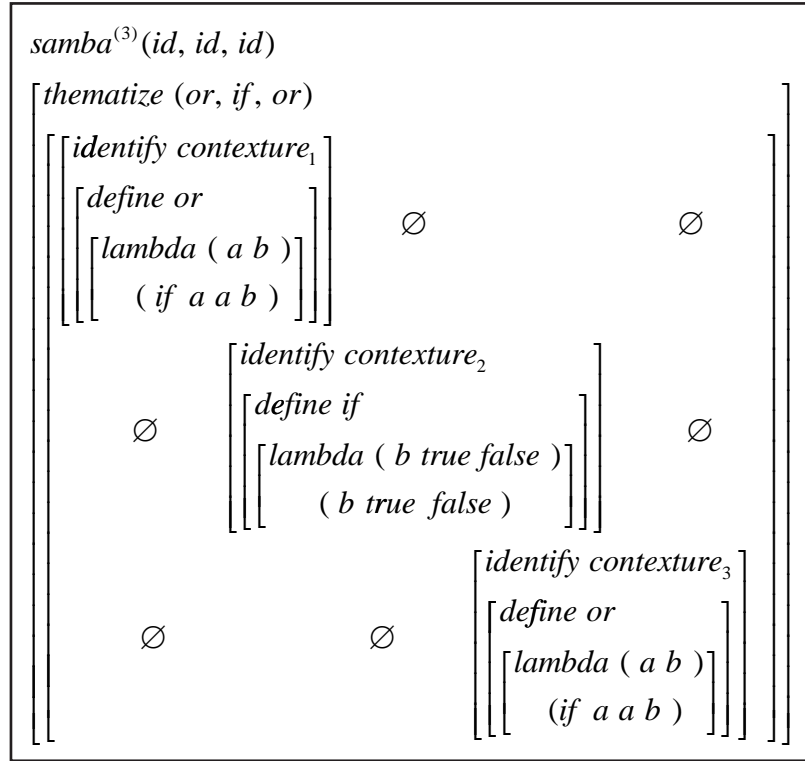 samba⁽³⁾(id, id, id)
thematize (or, if, or)
identify contexture₁
define or
∅ ∅
lambda ( a b )
( if a a b )
identify contexture₂
define if
∅ ∅
lambda ( b true false )
( b true false )
identify contexture₃
define or
∅ ∅
lambda ( a b )
(if a a b )